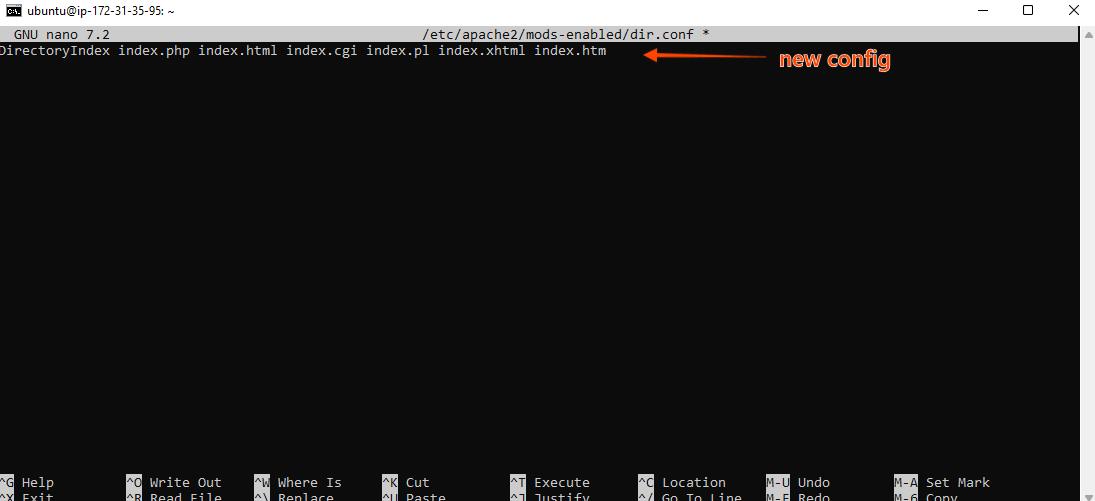 ubuntu@ip-172-31-35-95: ~
GNU nano 7.2 /etc/apache2/mods-enabled/dir.conf *
DirectoryIndex index.php index.html index.cgi index.pl index.xhtml index.htm
new config
^G Help ^O Write Out ^W Where Is ^K Cut ^T Execute ^C Location M-U Undo M-A Set Mark
^X Exit ^R Read File ^\ Replace ^U Paste ^J Justify ^/ Go To Line M-E Redo M-6 Copy